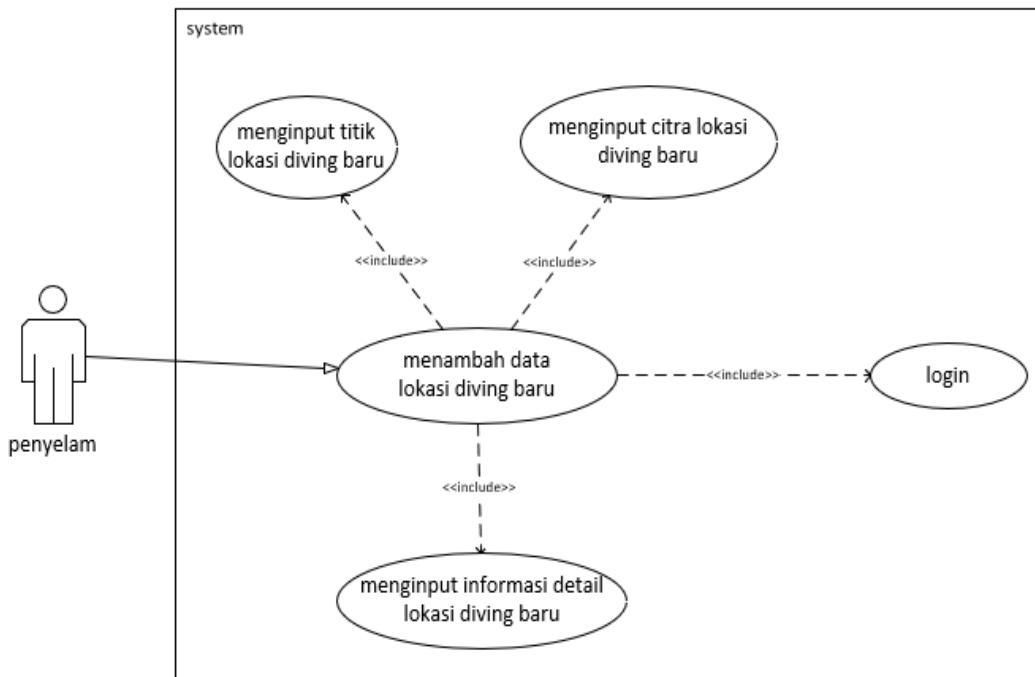 system
menginput titik
lokasi diving baru
menginput citra lokasi
diving baru
<<include>>
<<include>>
menambah data
lokasi diving baru
<<include>>
login
penyelam
<<include>>
menginput informasi detail
lokasi diving baru